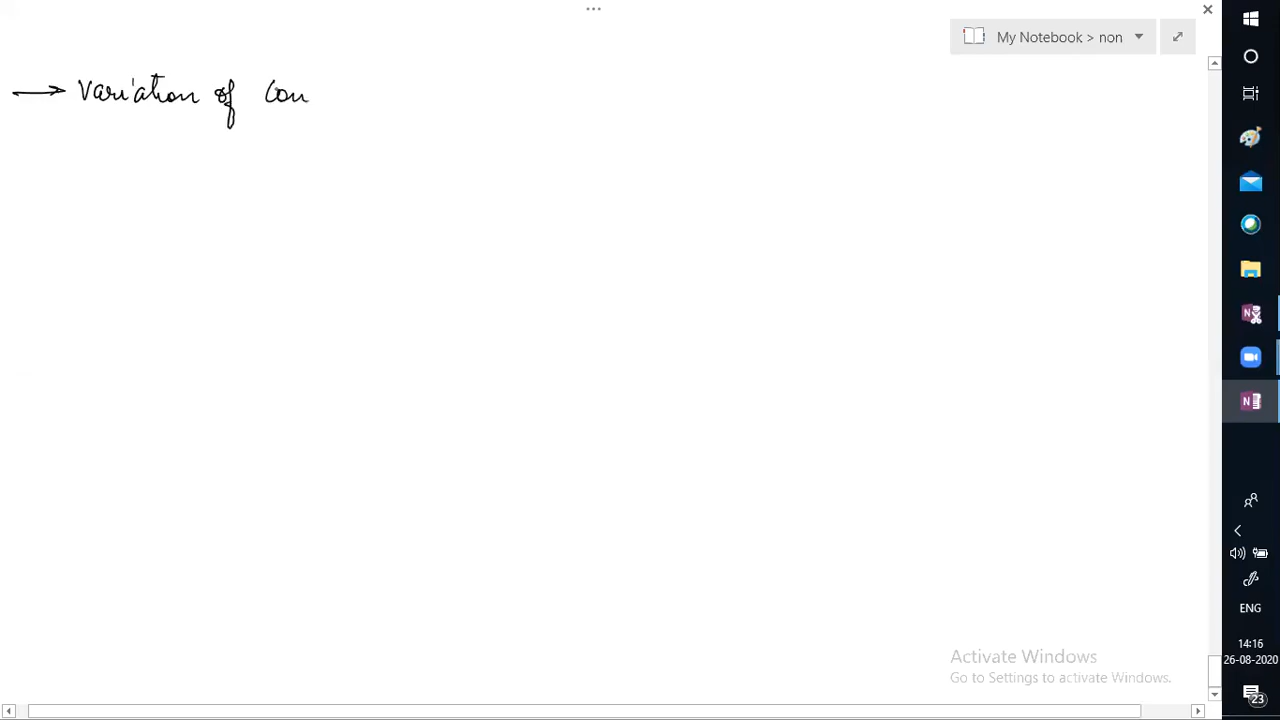 My Notebook > non
→ Variation of Con
Activate Windows
Go to Settings to activate Windows.
ENG
14:16
26-08-2020
23